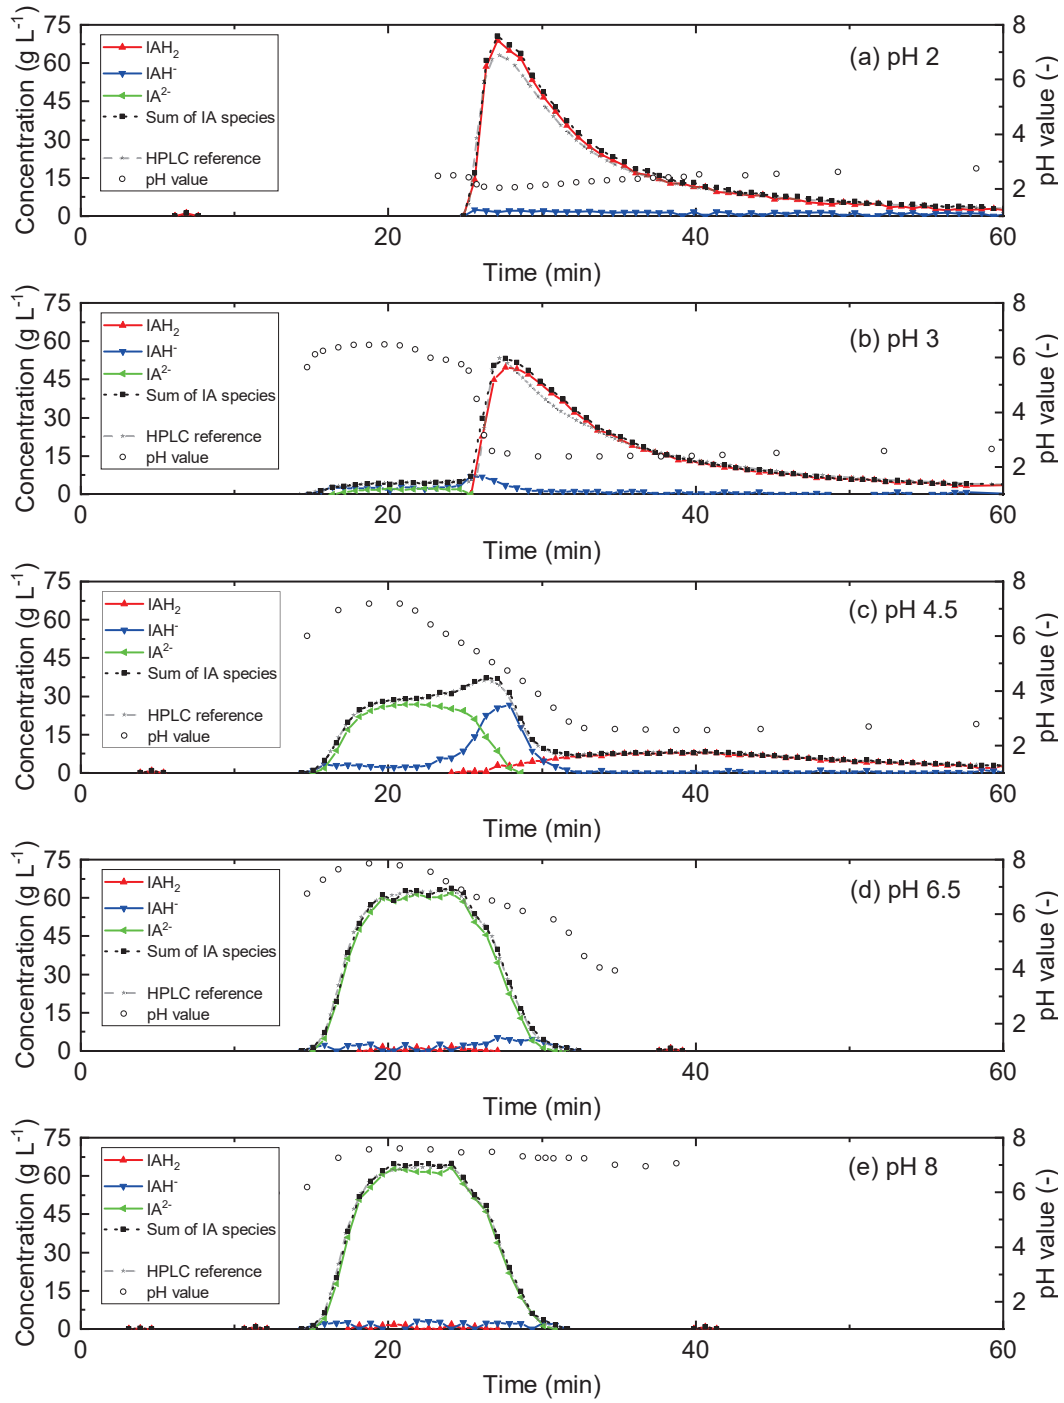 (a) pH 2
Concentration (g L⁻¹)
75
60
45
30
15
0
IAH₂
IAH⁻
IA²⁻
Sum of IA species
HPLC reference
pH value
8
6
4
2
pH value (-)
0 20 40 60
Time (min)
(b) pH 3
Concentration (g L⁻¹)
75
60
45
30
15
0
IAH₂
IAH⁻
IA²⁻
Sum of IA species
HPLC reference
pH value
8
6
4
2
pH value (-)
0 20 40 60
Time (min)
(c) pH 4.5
Concentration (g L⁻¹)
75
60
45
30
15
0
IAH₂
IAH⁻
IA²⁻
Sum of IA species
HPLC reference
pH value
8
6
4
2
pH value (-)
0 20 40 60
Time (min)
(d) pH 6.5
Concentration (g L⁻¹)
75
60
45
30
15
0
IAH₂
IAH⁻
IA²⁻
Sum of IA species
HPLC reference
pH value
8
6
4
2
pH value (-)
0 20 40 60
Time (min)
(e) pH 8
Concentration (g L⁻¹)
75
60
45
30
15
0
IAH₂
IAH⁻
IA²⁻
Sum of IA species
HPLC reference
pH value
8
6
4
2
pH value (-)
0 20 40 60
Time (min)